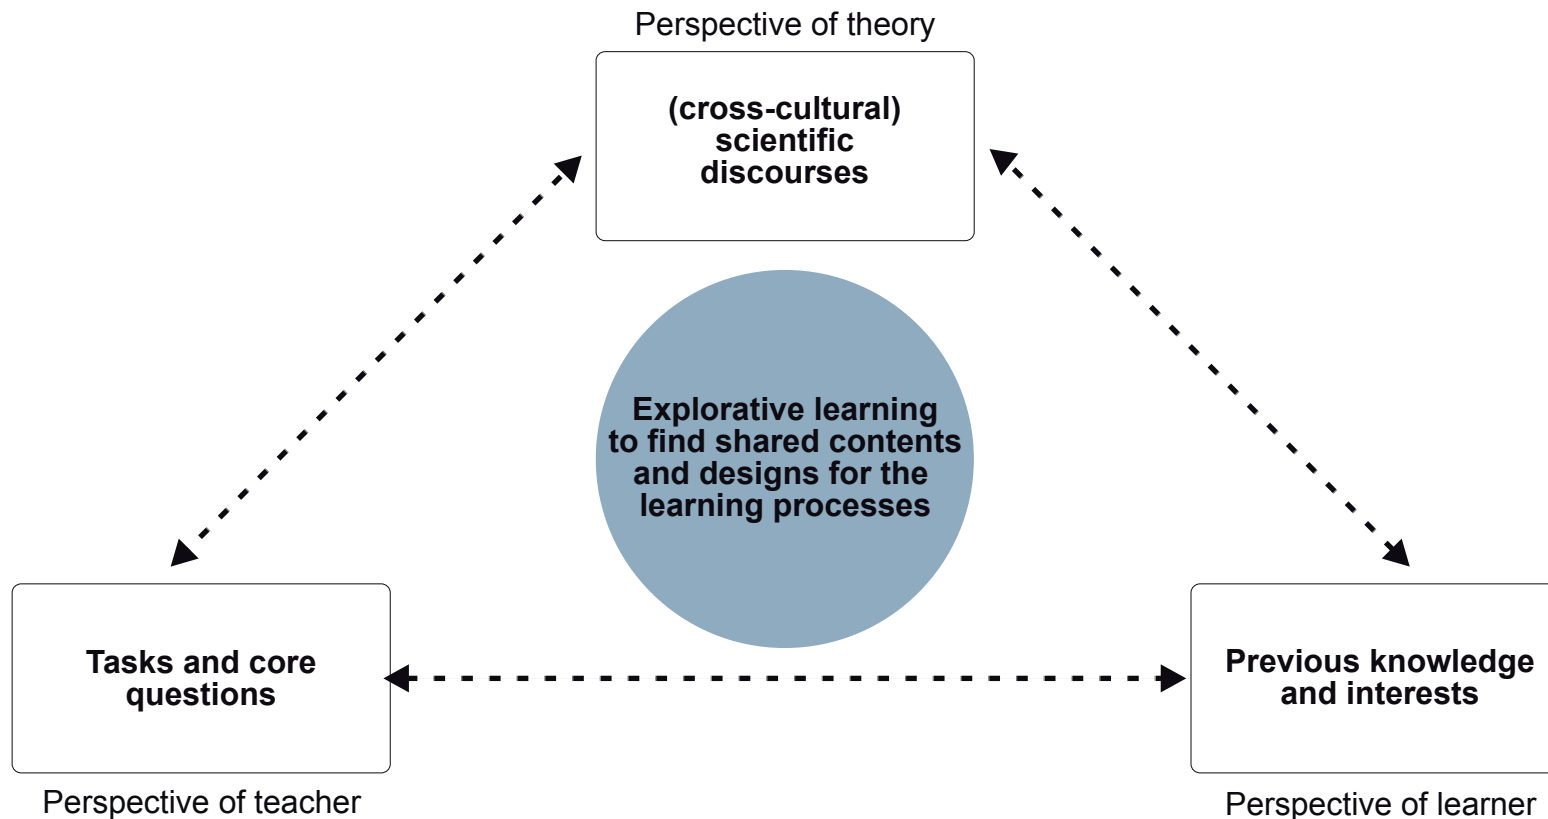 Perspective of theory
(cross-cultural)
scientific
discourses
Explorative learning
to find shared contents
and designs for the
learning processes
Tasks and core
questions
Previous knowledge
and interests
Perspective of teacher
Perspective of learner